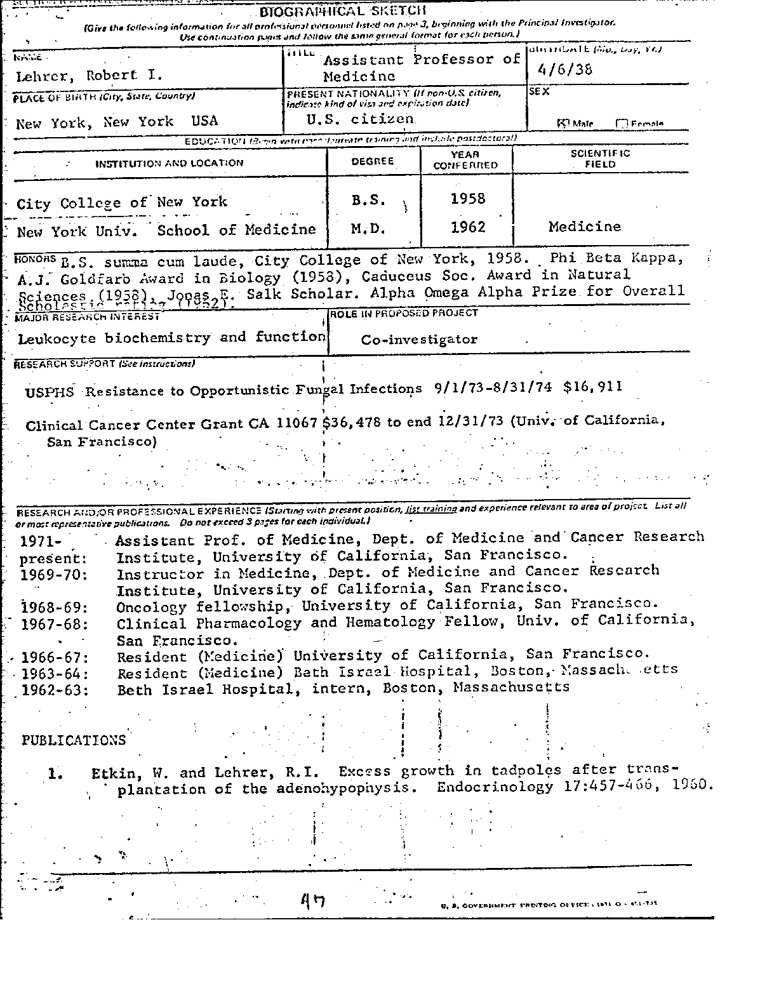 BIOGRAPHICAL SKETCH
(Give the following information for all professional personnel listed on page 3, beginning with the Principal Investigator.
Use continuation pages and follow the same general format for each person.)
NAME
Lehrer, Robert I.
TITLE
Assistant Professor of
Medicine
BIRTHDATE (Mo., Day, Yr.)
4/6/38
PLACE OF BIRTH (City, State, Country)
New York, New York USA
PRESENT NATIONALITY (If non-U.S. citizen,
indicate kind of visa and expiration date)
U.S. citizen
SEX
Male Female
EDUCATION (Begin with training and include postdoctoral)
INSTITUTION AND LOCATION DEGREE YEAR CONFERRED SCIENTIFIC FIELD
City College of New York B.S. 1958
New York Univ. School of Medicine M.D. 1962 Medicine
HONORS B.S. summa cum laude, City College of New York, 1958. Phi Beta Kappa,
A.J. Goldfarb Award in Biology (1958), Caduceus Soc. Award in Natural
Sciences (1958), Jonas E. Salk Scholar. Alpha Omega Alpha Prize for Overall
MAJOR RESEARCH INTEREST
Leukocyte biochemistry and function
ROLE IN PROPOSED PROJECT
Co-investigator
RESEARCH SUPPORT (See instructions)
USPHS Resistance to Opportunistic Fungal Infections 9/1/73-8/31/74 $16,911
Clinical Cancer Center Grant CA 11067 $36,478 to end 12/31/73 (Univ. of California,
San Francisco)
RESEARCH AND/OR PROFESSIONAL EXPERIENCE (Starting with present position, list training and experience relevant to area of project. List all
or most representative publications. Do not exceed 3 pages for each individual.)
1971- Assistant Prof. of Medicine, Dept. of Medicine and Cancer Research
present: Institute, University of California, San Francisco.
1969-70: Instructor in Medicine, Dept. of Medicine and Cancer Research
Institute, University of California, San Francisco.
1968-69: Oncology fellowship, University of California, San Francisco.
1967-68: Clinical Pharmacology and Hematology Fellow, Univ. of California,
San Francisco.
1966-67: Resident (Medicine) University of California, San Francisco.
1963-64: Resident (Medicine) Beth Israel Hospital, Boston, Massachusetts
1962-63: Beth Israel Hospital, intern, Boston, Massachusetts
PUBLICATIONS
1. Etkin, W. and Lehrer, R.I. Excess growth in tadpoles after trans-
plantation of the adenohypophysis. Endocrinology 17:457-466, 1960.
47
U. S. GOVERNMENT PRINTING OFFICE : 1971 O -